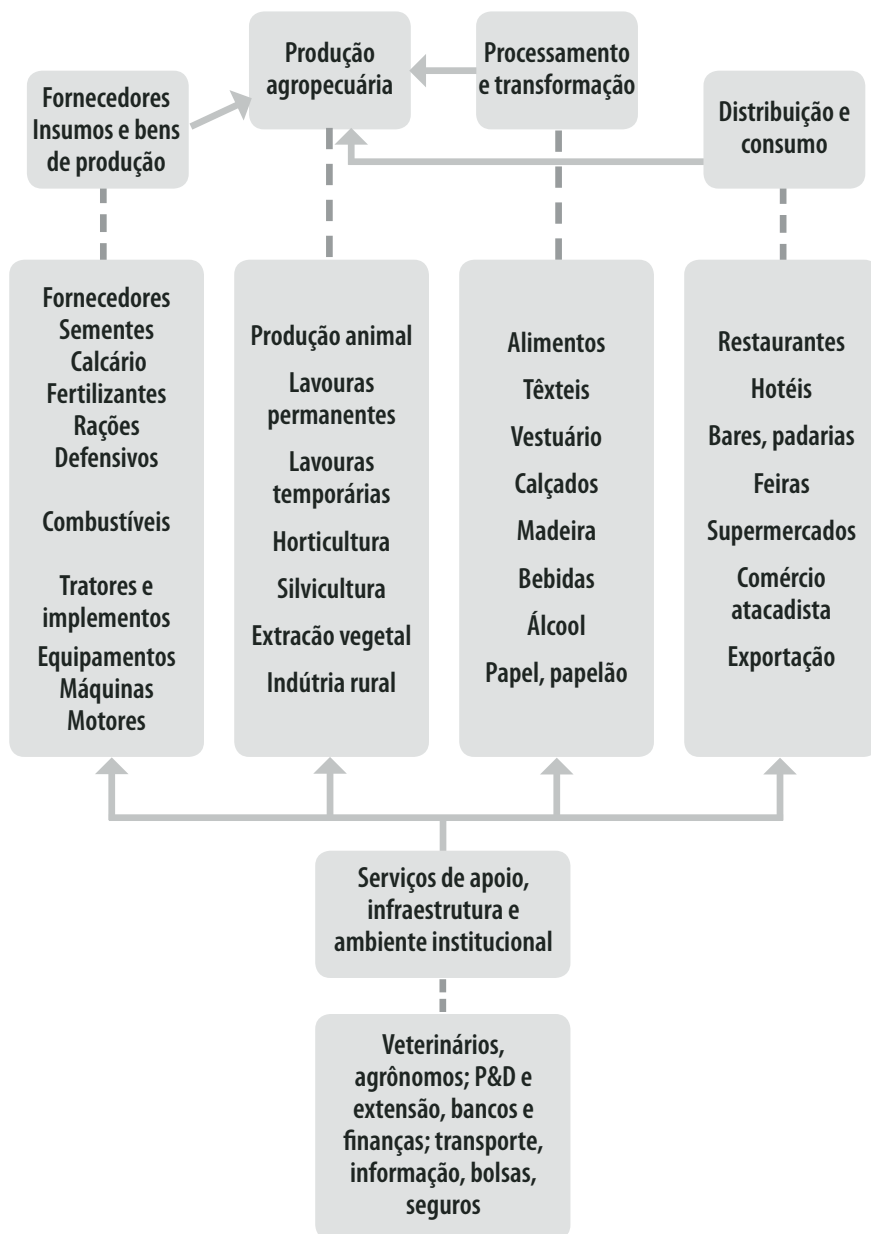 Produção
agropecuária
Processamento
e transformação
Fornecedores
Insumos e bens
de produção
Distribuição e
consumo
Fornecedores
Sementes
Calcário
Fertilizantes
Rações
Defensivos
Combustíveis
Tratores e
implementos
Equipamentos
Máquinas
Motores
Produção animal
Lavouras
permanentes
Lavouras
temporárias
Horticultura
Silvicultura
Extracão vegetal
Indútria rural
Alimentos
Têxteis
Vestuário
Calçados
Madeira
Bebidas
Álcool
Papel, papelão
Restaurantes
Hotéis
Bares, padarias
Feiras
Supermercados
Comércio
atacadista
Exportação
Serviços de apoio,
infraestrutura e
ambiente institucional
Veterinários,
agrônomos; P&D e
extensão, bancos e
finanças; transporte,
informação, bolsas,
seguros